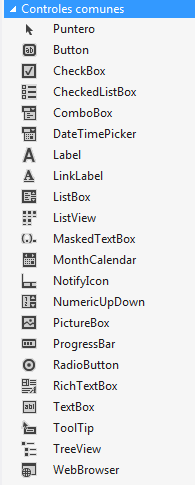 Controles comunes
Puntero
Button
CheckBox
CheckedListBox
ComboBox
DateTimePicker
Label
LinkLabel
ListBox
ListView
MaskedTextBox
MonthCalendar
NotifyIcon
NumericUpDown
PictureBox
ProgressBar
RadioButton
RichTextBox
TextBox
ToolTip
TreeView
WebBrowser